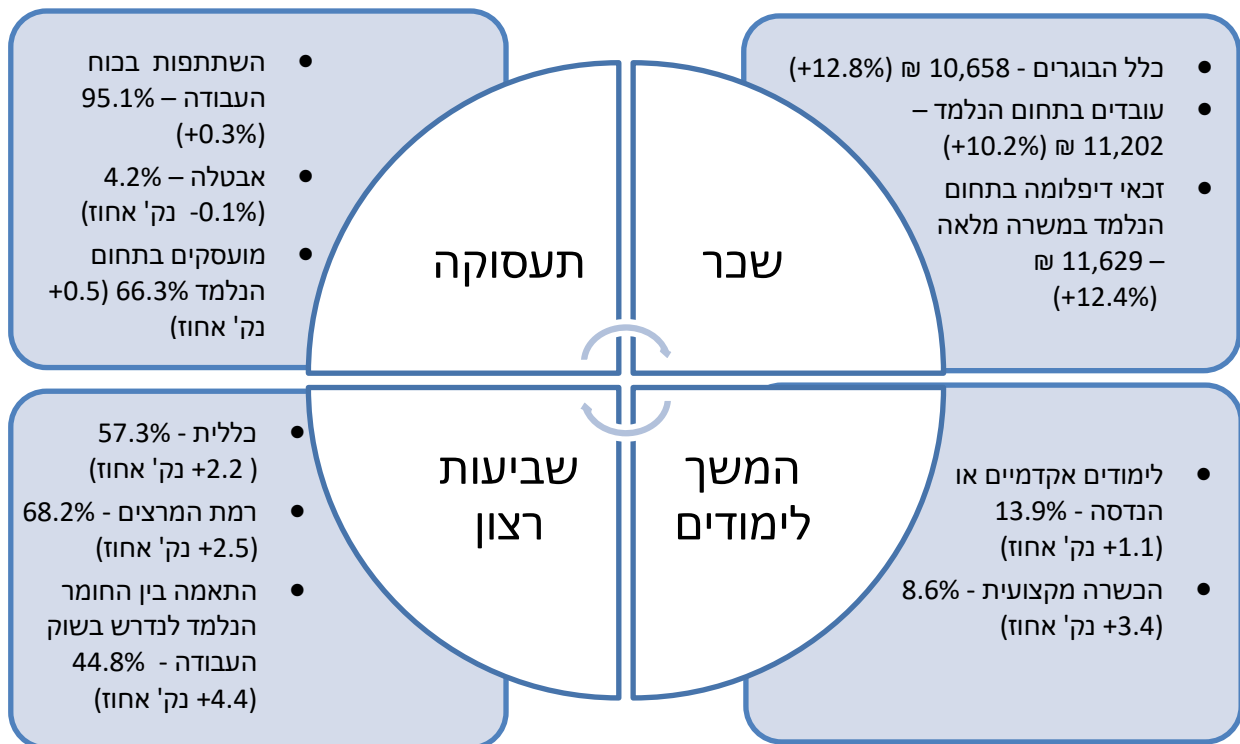 שכר
• כלל הבוגרים - 10,658 ₪ (+12.8%)
• עובדים בתחום הנלמד –
11,202 ₪ (+10.2%)
• זכאי דיפלומה בתחום
הנלמד במשרה מלאה
– 11,629 ₪
(+12.4%)
תעסוקה
• השתתפות בכוח
העבודה – 95.1%
(+0.3%)
• אבטלה – 4.2%
(-0.1% נק' אחוז)
• מועסקים בתחום
הנלמד 66.3% (+0.5
נק' אחוז)
המשך
לימודים
• לימודים אקדמיים או
הנדסה - 13.9%
(+1.1 נק' אחוז)
• הכשרה מקצועית - 8.6%
(+3.4 נק' אחוז)
שביעות
רצון
• כללית - 57.3%
( +2.2 נק' אחוז)
• רמת המרצים - 68.2%
(+2.5 נק' אחוז)
• התאמה בין החומר
הנלמד לנדרש בשוק
העבודה - 44.8%
(+4.4 נק' אחוז)